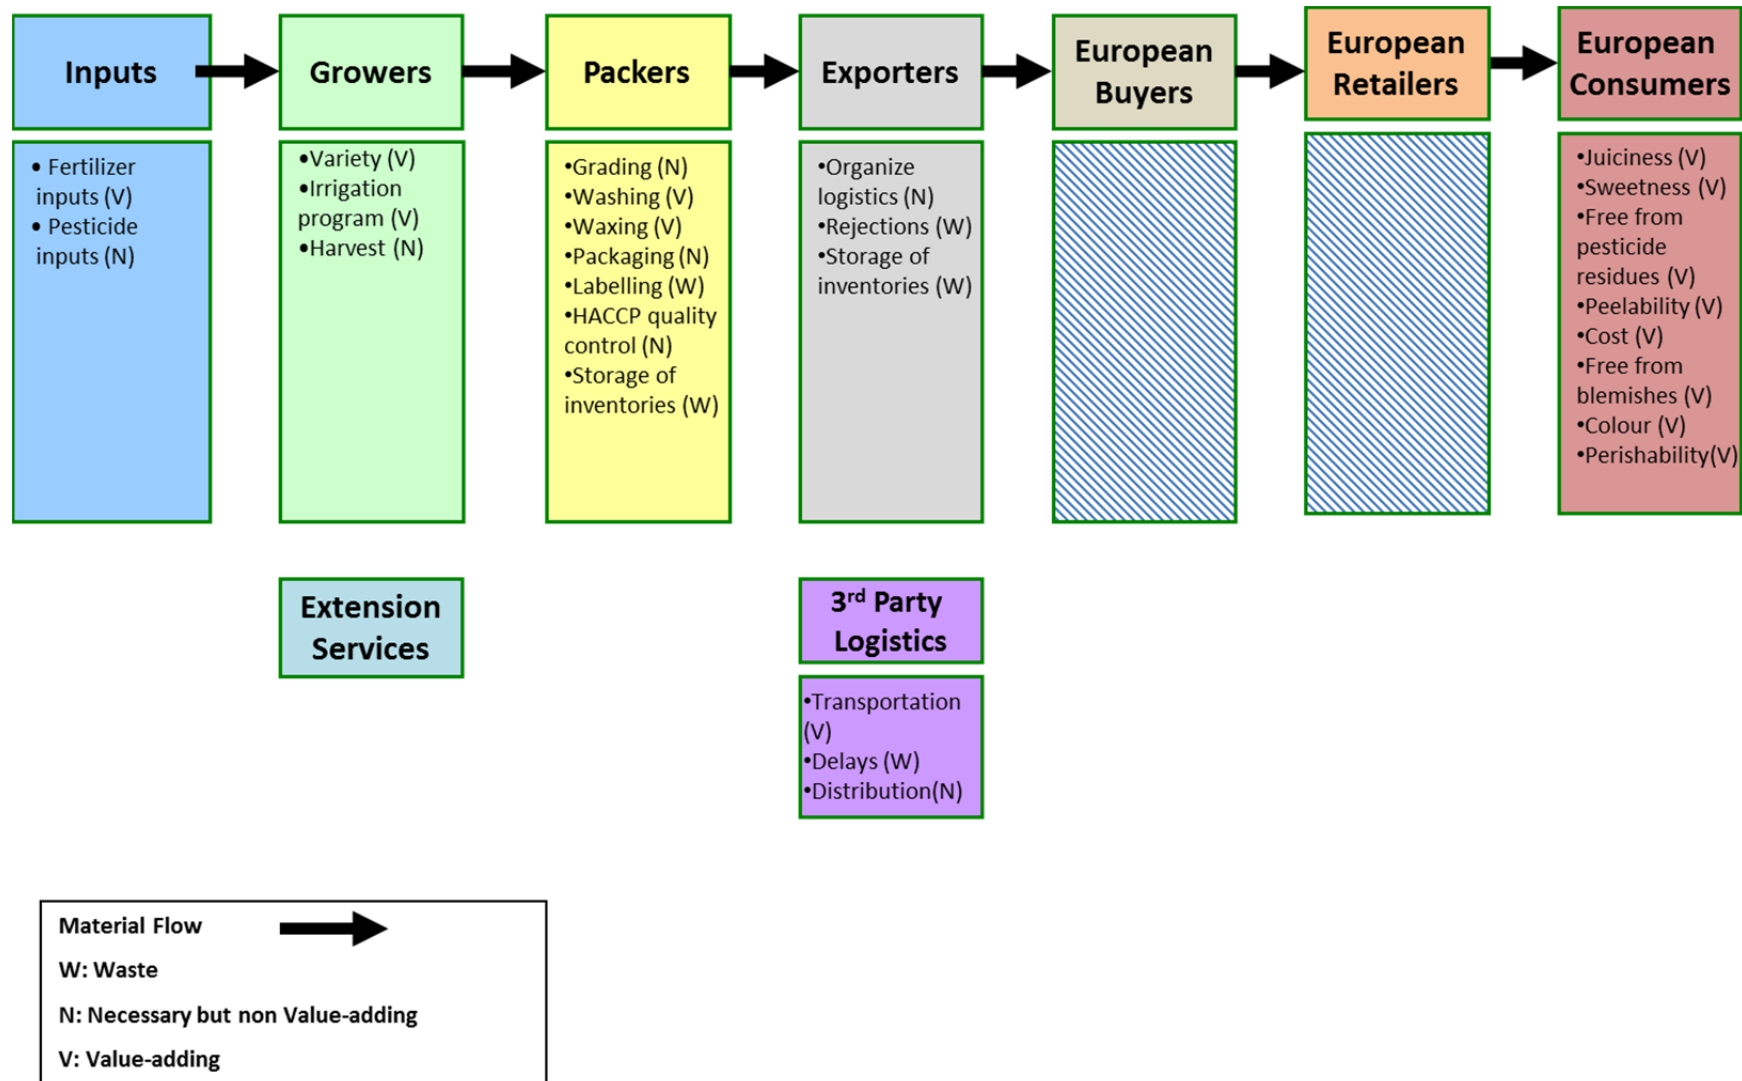 Inputs
Growers
Packers
Exporters
European
Buyers
European
Retailers
European
Consumers
• Fertilizer
inputs (V)
• Pesticide
inputs (N)
•Variety (V)
•Irrigation
program (V)
•Harvest (N)
•Grading (N)
•Washing (V)
•Waxing (V)
•Packaging (N)
•Labelling (W)
•HACCP quality
control (N)
•Storage of
inventories (W)
•Organize
logistics (N)
•Rejections (W)
•Storage of
inventories (W)
•Juiciness (V)
•Sweetness (V)
•Free from
pesticide
residues (V)
•Peelability (V)
•Cost (V)
•Free from
blemishes (V)
•Colour (V)
•Perishability(V)
Extension
Services
3rd Party
Logistics
•Transportation
(V)
•Delays (W)
•Distribution(N)
Material Flow
W: Waste
N: Necessary but non Value-adding
V: Value-adding